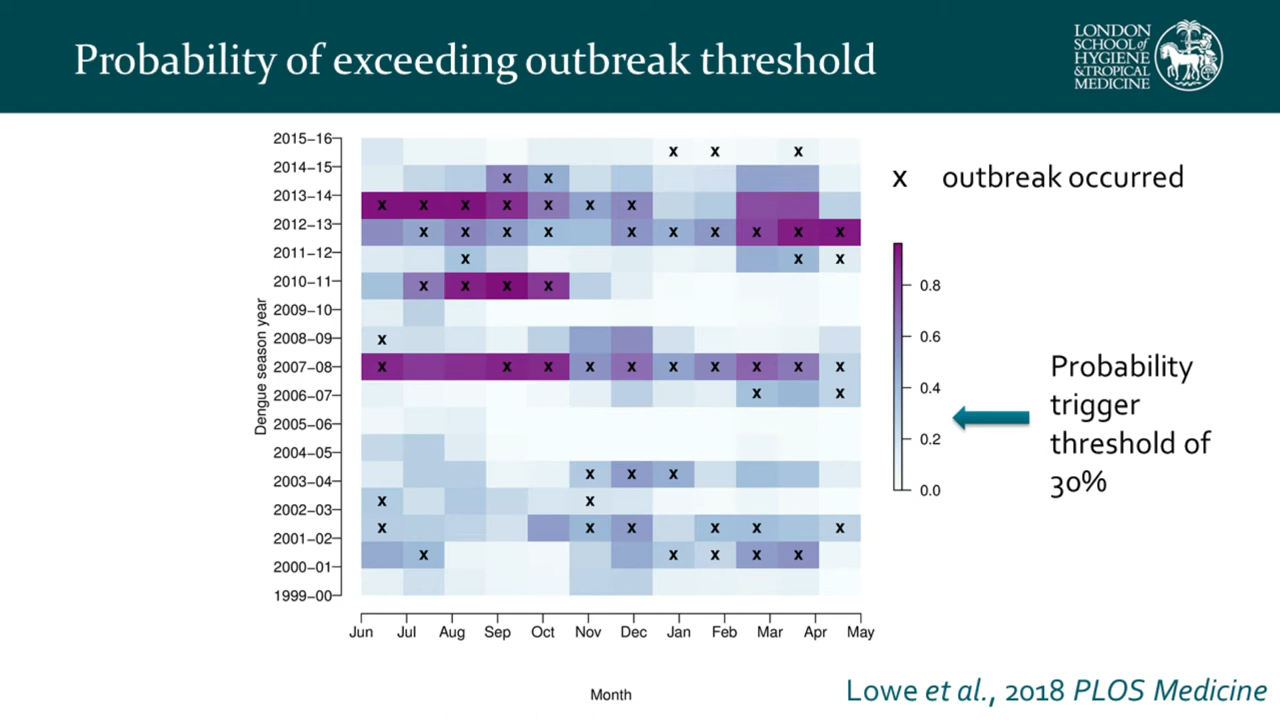 Probability of exceeding outbreak threshold
LONDON
SCHOOL of
HYGIENE
& TROPICAL
MEDICINE
2015–16
2014–15
2013–14
2012–13
2011–12
2010–11
2009–10
2008–09
2007–08
2006–07
2005–06
2004–05
2003–04
2002–03
2001–02
2000–01
1999–00
Dengue season year
x x x
x x
x x x x x x x
x x x x x x x x x x
x x x
x x x x
x
x x x x x x x x x x
x x
x x x
x x
x x x x x x
x x x x x
Jun Jul Aug Sep Oct Nov Dec Jan Feb Mar Apr May
Month
x outbreak occurred
0.8
0.6
0.4
0.2
0.0
Probability
trigger
threshold of
30%
Lowe et al., 2018 PLOS Medicine